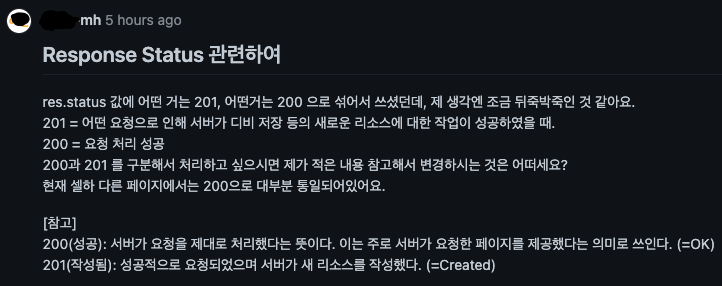 mh 5 hours ago
Response Status 관련하여
res.status 값에 어떤 거는 201, 어떤거는 200 으로 섞어서 쓰셨던데, 제 생각엔 조금 뒤죽박죽인 것 같아요.
201 = 어떤 요청으로 인해 서버가 디비 저장 등의 새로운 리소스에 대한 작업이 성공하였을 때.
200 = 요청 처리 성공
200과 201 를 구분해서 처리하고 싶으시면 제가 적은 내용 참고해서 변경하시는 것은 어떠세요?
현재 셀하 다른 페이지에서는 200으로 대부분 통일되어있어요.
[참고]
200(성공): 서버가 요청을 제대로 처리했다는 뜻이다. 이는 주로 서버가 요청한 페이지를 제공했다는 의미로 쓰인다. (=OK)
201(작성됨): 성공적으로 요청되었으며 서버가 새 리소스를 작성했다. (=Created)